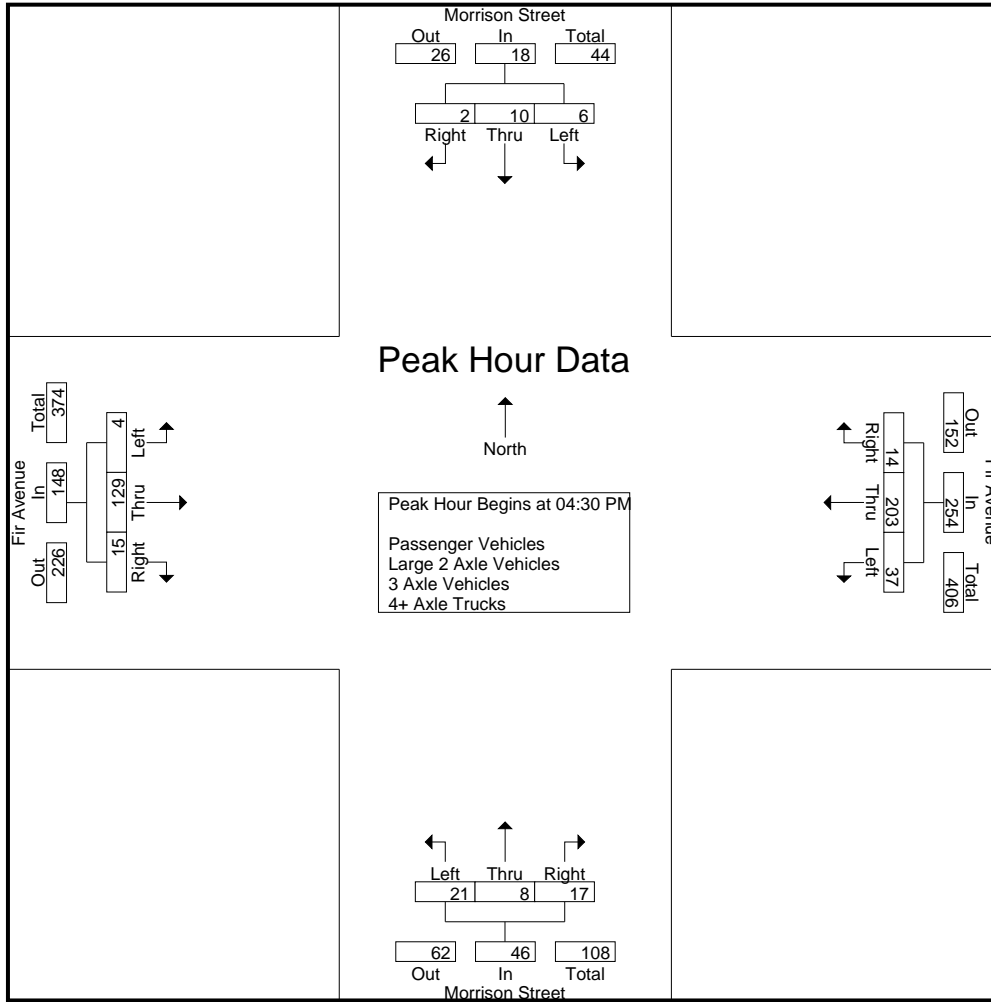 Morrison Street
Out In Total
26 18 44
2 10 6
Right Thru Left
Peak Hour Data
North
Peak Hour Begins at 04:30 PM
Passenger Vehicles
Large 2 Axle Vehicles
3 Axle Vehicles
4+ Axle Trucks
Fir Avenue
Out In Total
226 148 374
15 129 4
Right Thru Left
Fir Avenue
Out In Total
152 254 406
14 203 37
Right Thru Left
Left Thru Right
21 8 17
62 46 108
Out In Total
Morrison Street